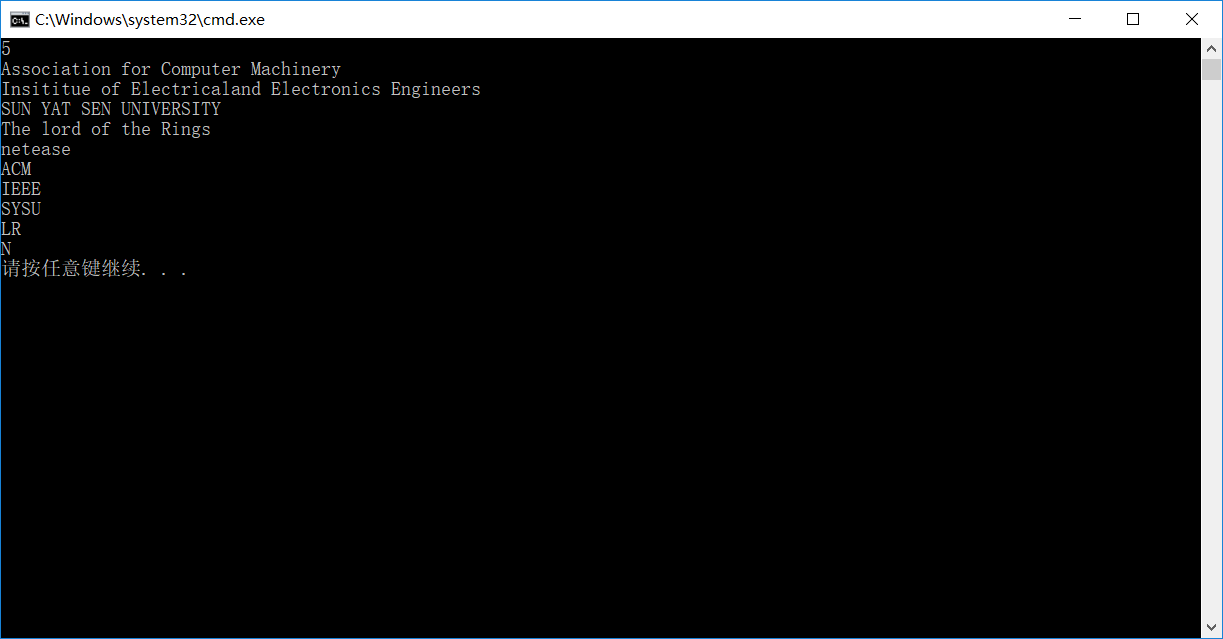 C:\Windows\system32\cmd.exe
5
Association for Computer Machinery
Insititue of Electricaland Electronics Engineers
SUN YAT SEN UNIVERSITY
The lord of the Rings
netease
ACM
IEEE
SYSU
LR
N
请按任意键继续. . .